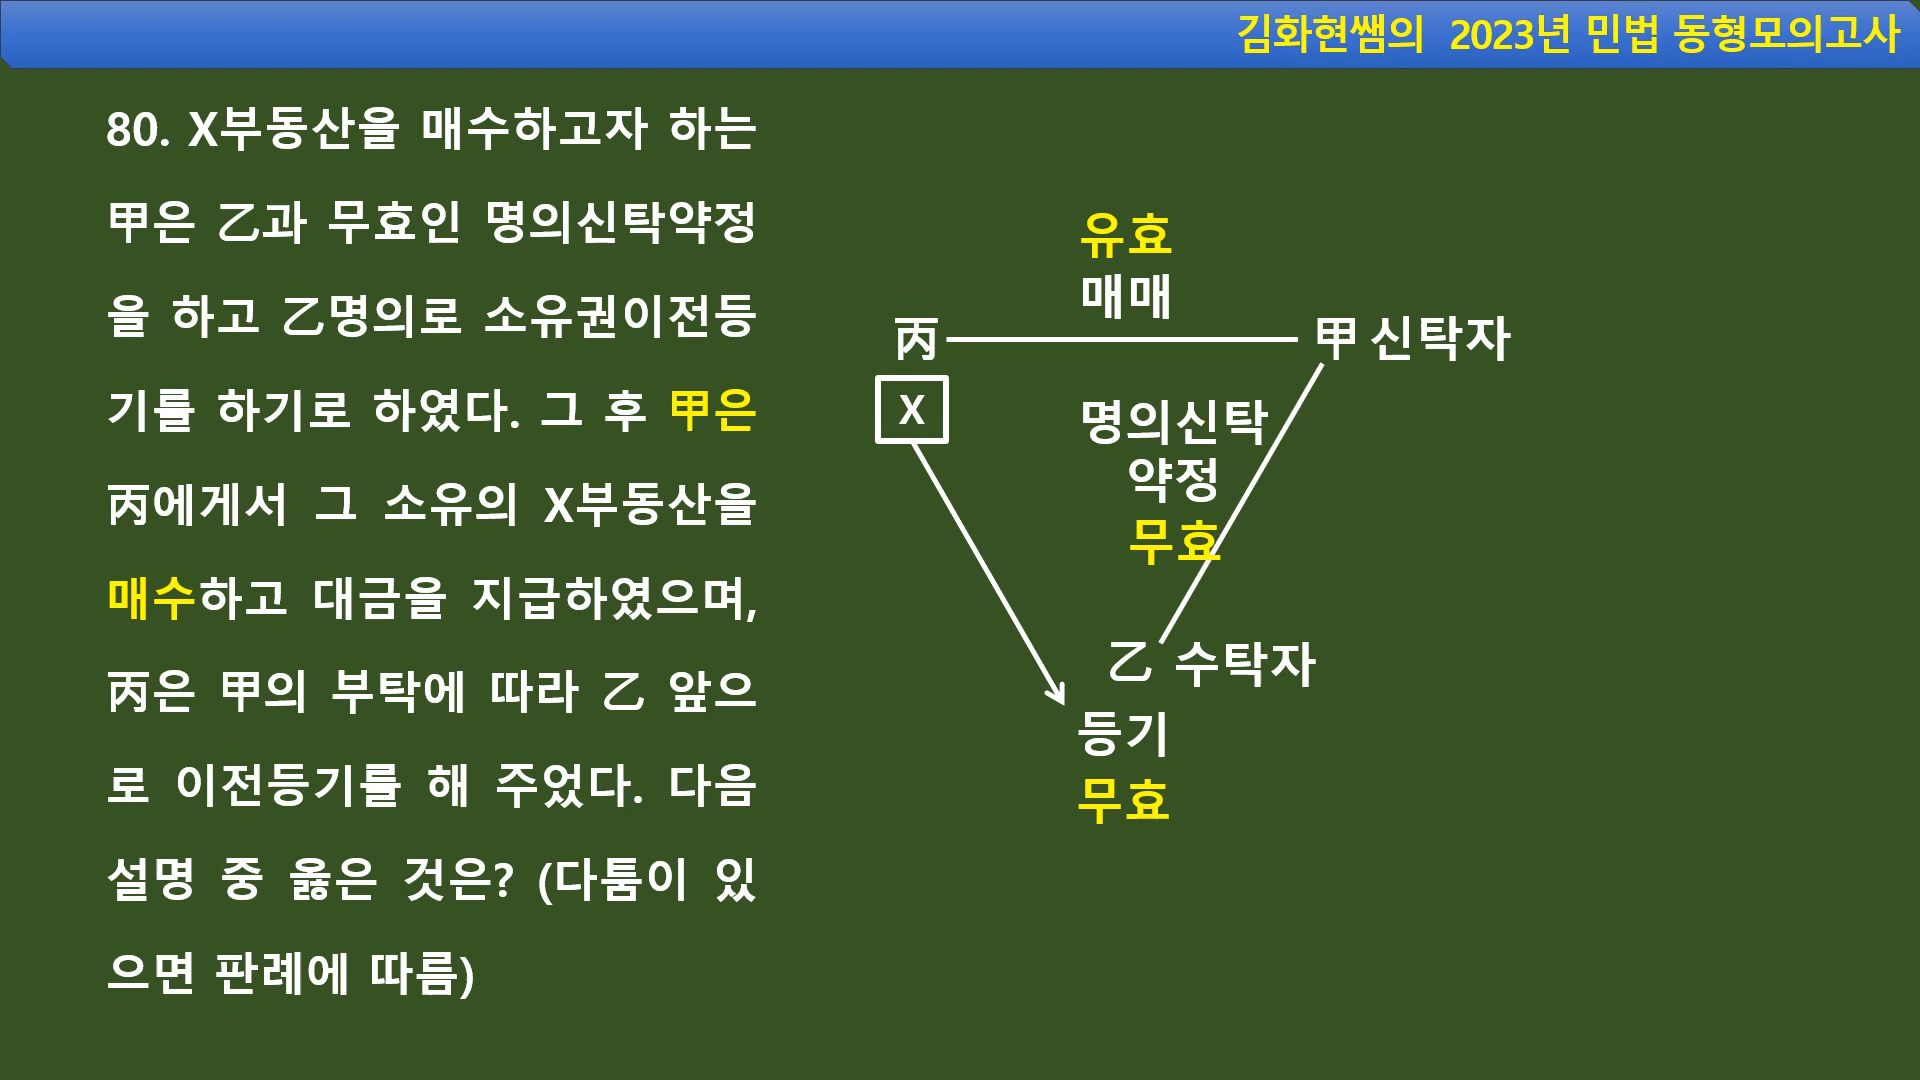 김화현쌤의 2023년 민법 동형모의고사
80. X부동산을 매수하고자 하는
甲은 乙과 무효인 명의신탁약정
을 하고 乙명의로 소유권이전등
기를 하기로 하였다. 그 후 甲은
丙에게서 그 소유의 X부동산을
매수하고 대금을 지급하였으며,
丙은 甲의 부탁에 따라 乙 앞으
로 이전등기를 해 주었다. 다음
설명 중 옳은 것은? (다툼이 있
으면 판례에 따름)
유효
매매
丙
甲 신탁자
X
명의신탁
약정
무효
乙 수탁자
등기
무효